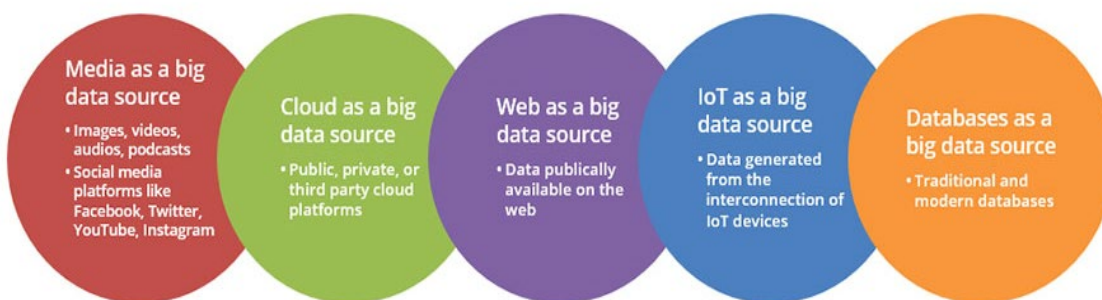 Media as a big
data source
• Images, videos,
audios, podcasts
• Social media
platforms like
Facebook, Twitter,
YouTube, Instagram
Cloud as a big
data source
• Public, private, or
third party cloud
platforms
Web as a big
data source
• Data publically
available on the
web
IoT as a big
data source
• Data generated
from the
interconnection of
IoT devices
Databases as a
big data source
• Traditional and
modern databases